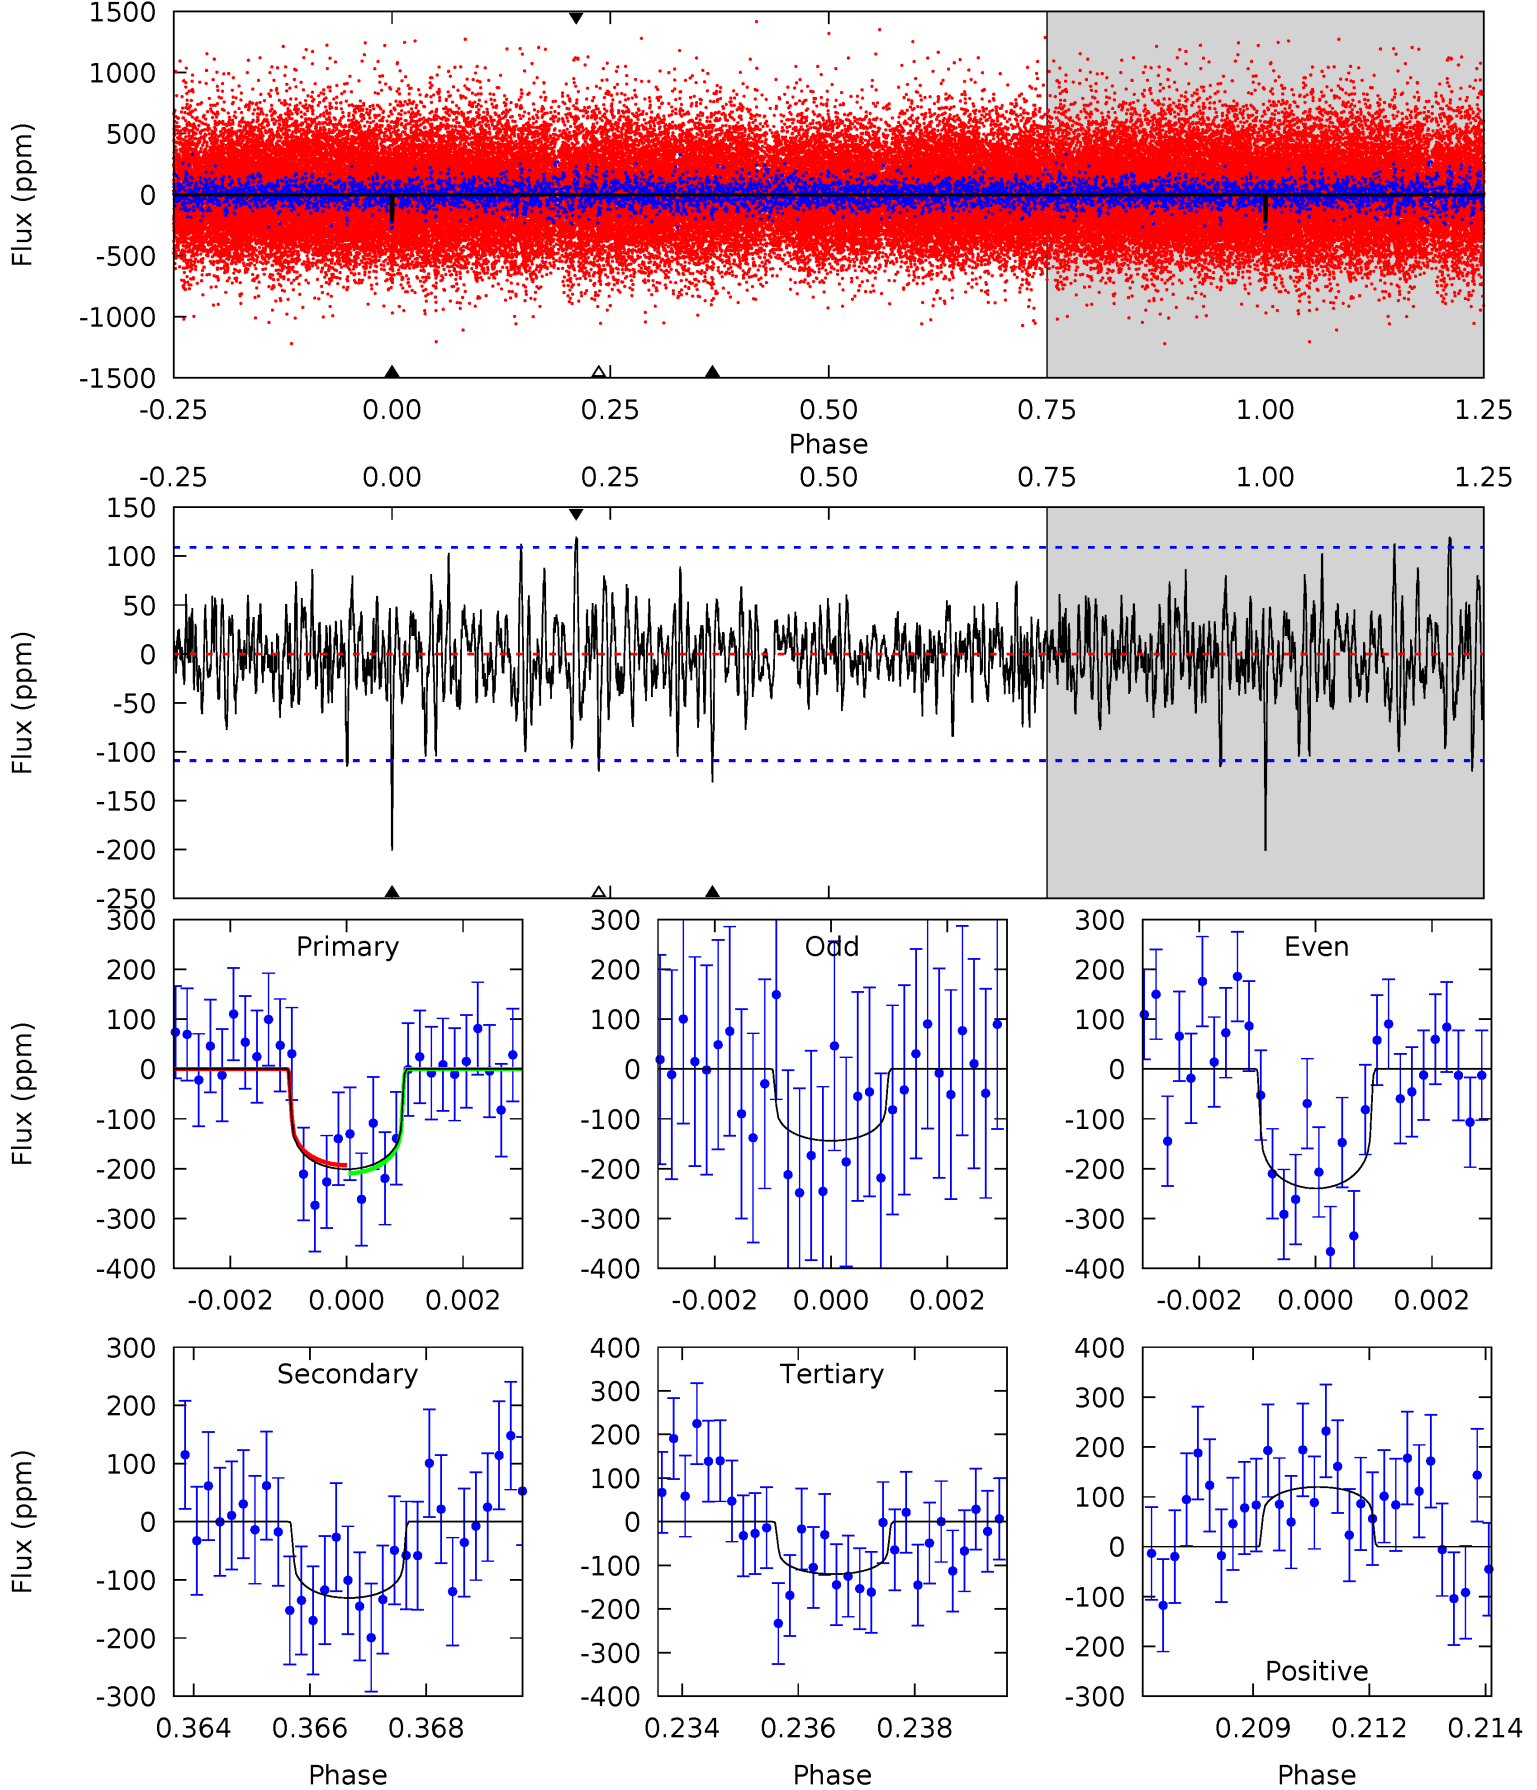 1500
1000
500
0
-500
-1000
-1500
Flux (ppm)
-0.25 0.00 0.25 0.50 0.75 1.00 1.25
Phase
-0.25 0.00 0.25 0.50 0.75 1.00 1.25
150
100
50
0
-50
-100
-150
-200
-250
Flux (ppm)
Primary Odd Even
300 300 300
200 200 200
100 100 100
0 0 0
-100 -100 -100
-200 -200 -200
-300 -300 -300
-400 -400 -400
Flux (ppm)
-0.002 0.000 0.002 -0.002 0.000 0.002 -0.002 0.000 0.002
Secondary Tertiary Positive
300 400 400
200 300 300
100 200 200
0 100 100
-100 0 0
-200 -100 -100
-300 -200 -200
-300 -300
-400
Flux (ppm)
0.364 0.366 0.368 0.234 0.236 0.238 0.209 0.212 0.214
Phase Phase Phase